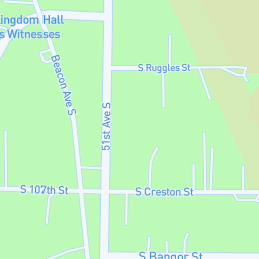 ingdom Hall
s Witnesses
S Ruggles St
Beacon Ave S
51st Ave S
S 107th St
S Creston St
S Bangor St